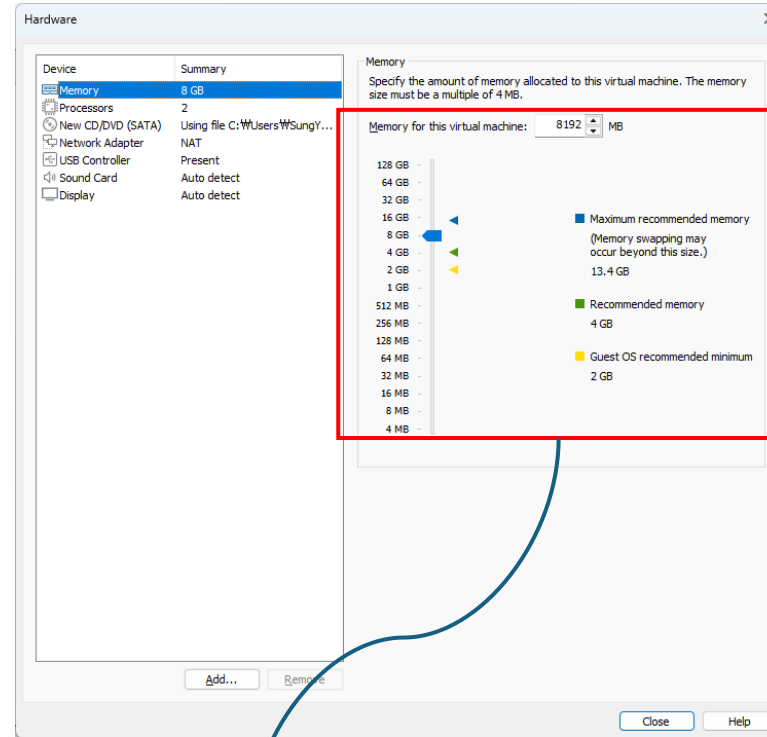 Hardware
Device Summary
Memory 8 GB
Processors 2
New CD/DVD (SATA) Using file C:₩Users₩SungY...
Network Adapter NAT
USB Controller Present
Sound Card Auto detect
Display Auto detect
Add... Remove
Memory
Specify the amount of memory allocated to this virtual machine. The memory
size must be a multiple of 4 MB.
Memory for this virtual machine: 8192 MB
128 GB
64 GB
32 GB
16 GB
8 GB
4 GB
2 GB
1 GB
512 MB
256 MB
128 MB
64 MB
32 MB
16 MB
8 MB
4 MB
Maximum recommended memory
(Memory swapping may
occur beyond this size.)
13.4 GB
Recommended memory
4 GB
Guest OS recommended minimum
2 GB
Close Help